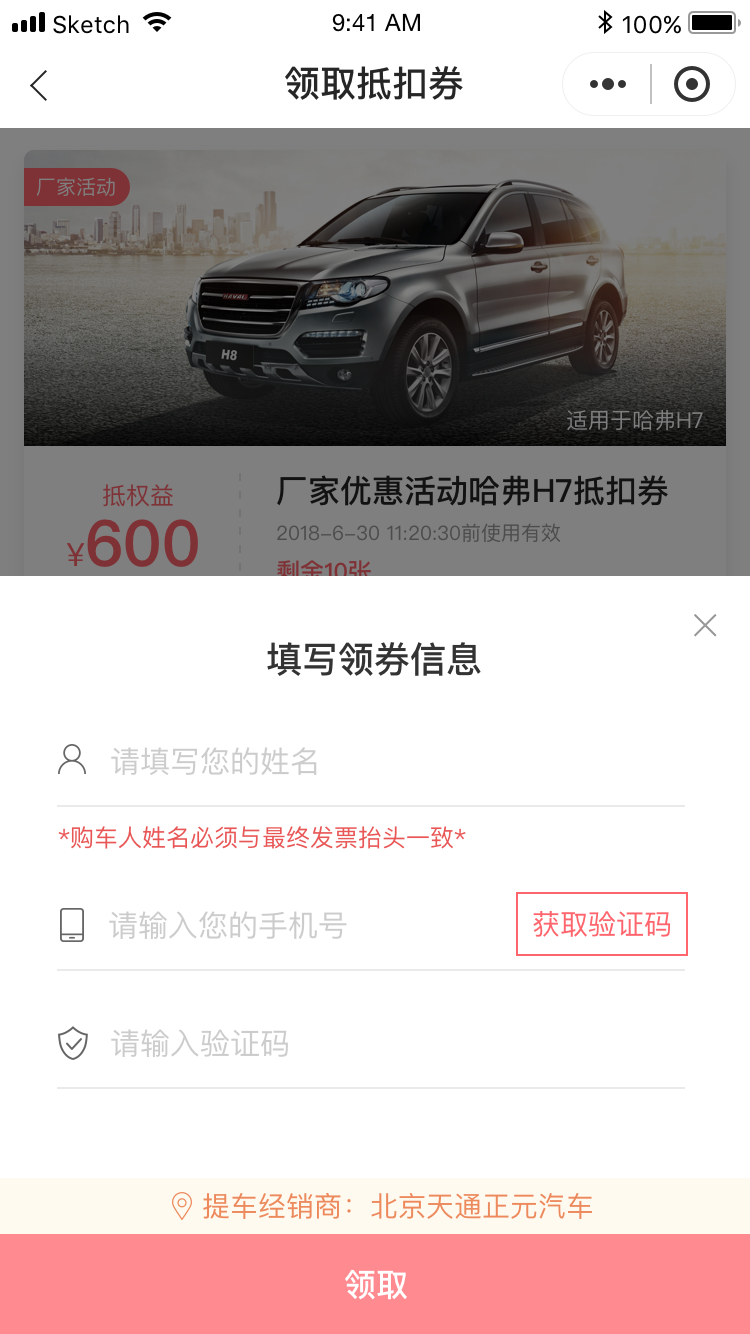 Sketch 9:41 AM 100%
领取抵扣券
厂家活动
HAVAL
H8
适用于哈弗H7
抵权益
¥600
厂家优惠活动哈弗H7抵扣券
2018-6-30 11:20:30前使用有效
剩余10张
填写领券信息
请填写您的姓名
*购车人姓名必须与最终发票抬头一致*
请输入您的手机号
获取验证码
请输入验证码
提车经销商：北京天通正元汽车
领取